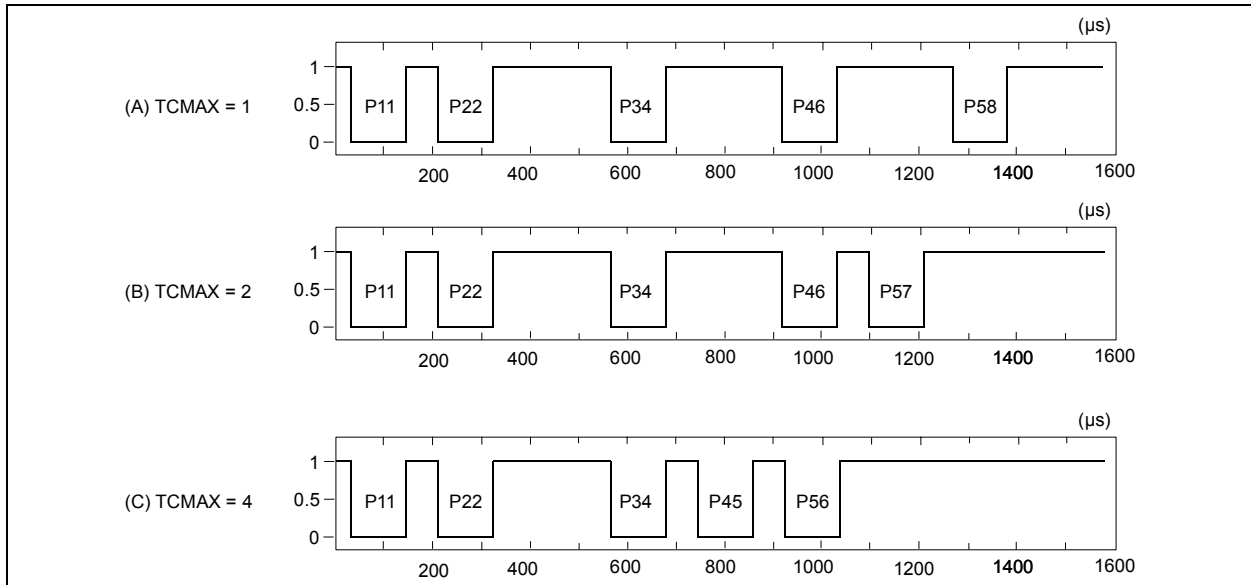 (µs)
1
(A) TCMAX = 1
0.5
P11 P22 P34 P46 P58
0
200 400 600 800 1000 1200 1400 1600
(µs)
1
(B) TCMAX = 2
0.5
P11 P22 P34 P46 P57
0
200 400 600 800 1000 1200 1400 1600
(µs)
1
(C) TCMAX = 4
0.5
P11 P22 P34 P45 P56
0
200 400 600 800 1000 1200 1400 1600